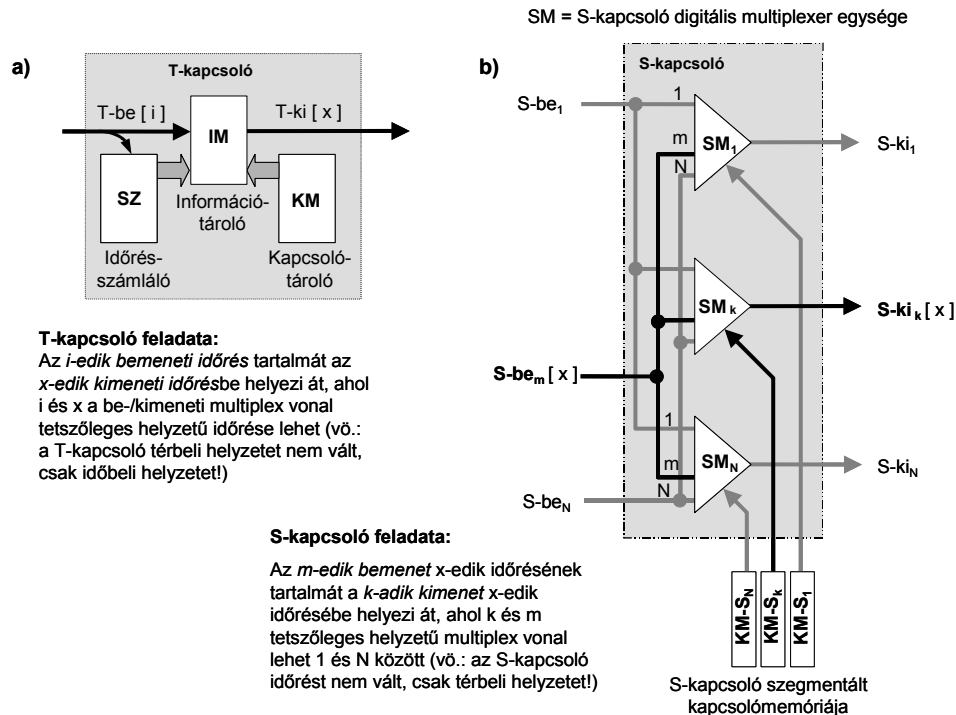 SM = S-kapcsoló digitális multiplexer egysége
a)
T-kapcsoló
T-be [ i ]
T-ki [ x ]
IM
SZ
KM
Információ-
tároló
Időrés-
számláló
Kapcsoló-
tároló
T-kapcsoló feladata:
Az i-edik bemeneti időrés tartalmát az
x-edik kimeneti időrésbe helyezi át, ahol
i és x a be-/kimeneti multiplex vonal
tetszőleges helyzetű időrése lehet (vö.:
a T-kapcsoló térbeli helyzetet nem vált,
csak időbeli helyzetet!)
b)
S-kapcsoló
S-be1
1
m
N
SM1
S-ki1
SMk
S-kik [ x ]
S-bem [ x ]
1
m
N
SMN
S-kiN
S-beN
KM-SN
KM-Sk
KM-S1
S-kapcsoló szegmentált
kapcsolómemóriája
S-kapcsoló feladata:
Az m-edik bemenet x-edik időrésének
tartalmát a k-adik kimenet x-edik
időrésébe helyezi át, ahol k és m
tetszőleges helyzetű multiplex vonal
lehet 1 és N között (vö.: az S-kapcsoló
időrést nem vált, csak térbeli helyzetet!)